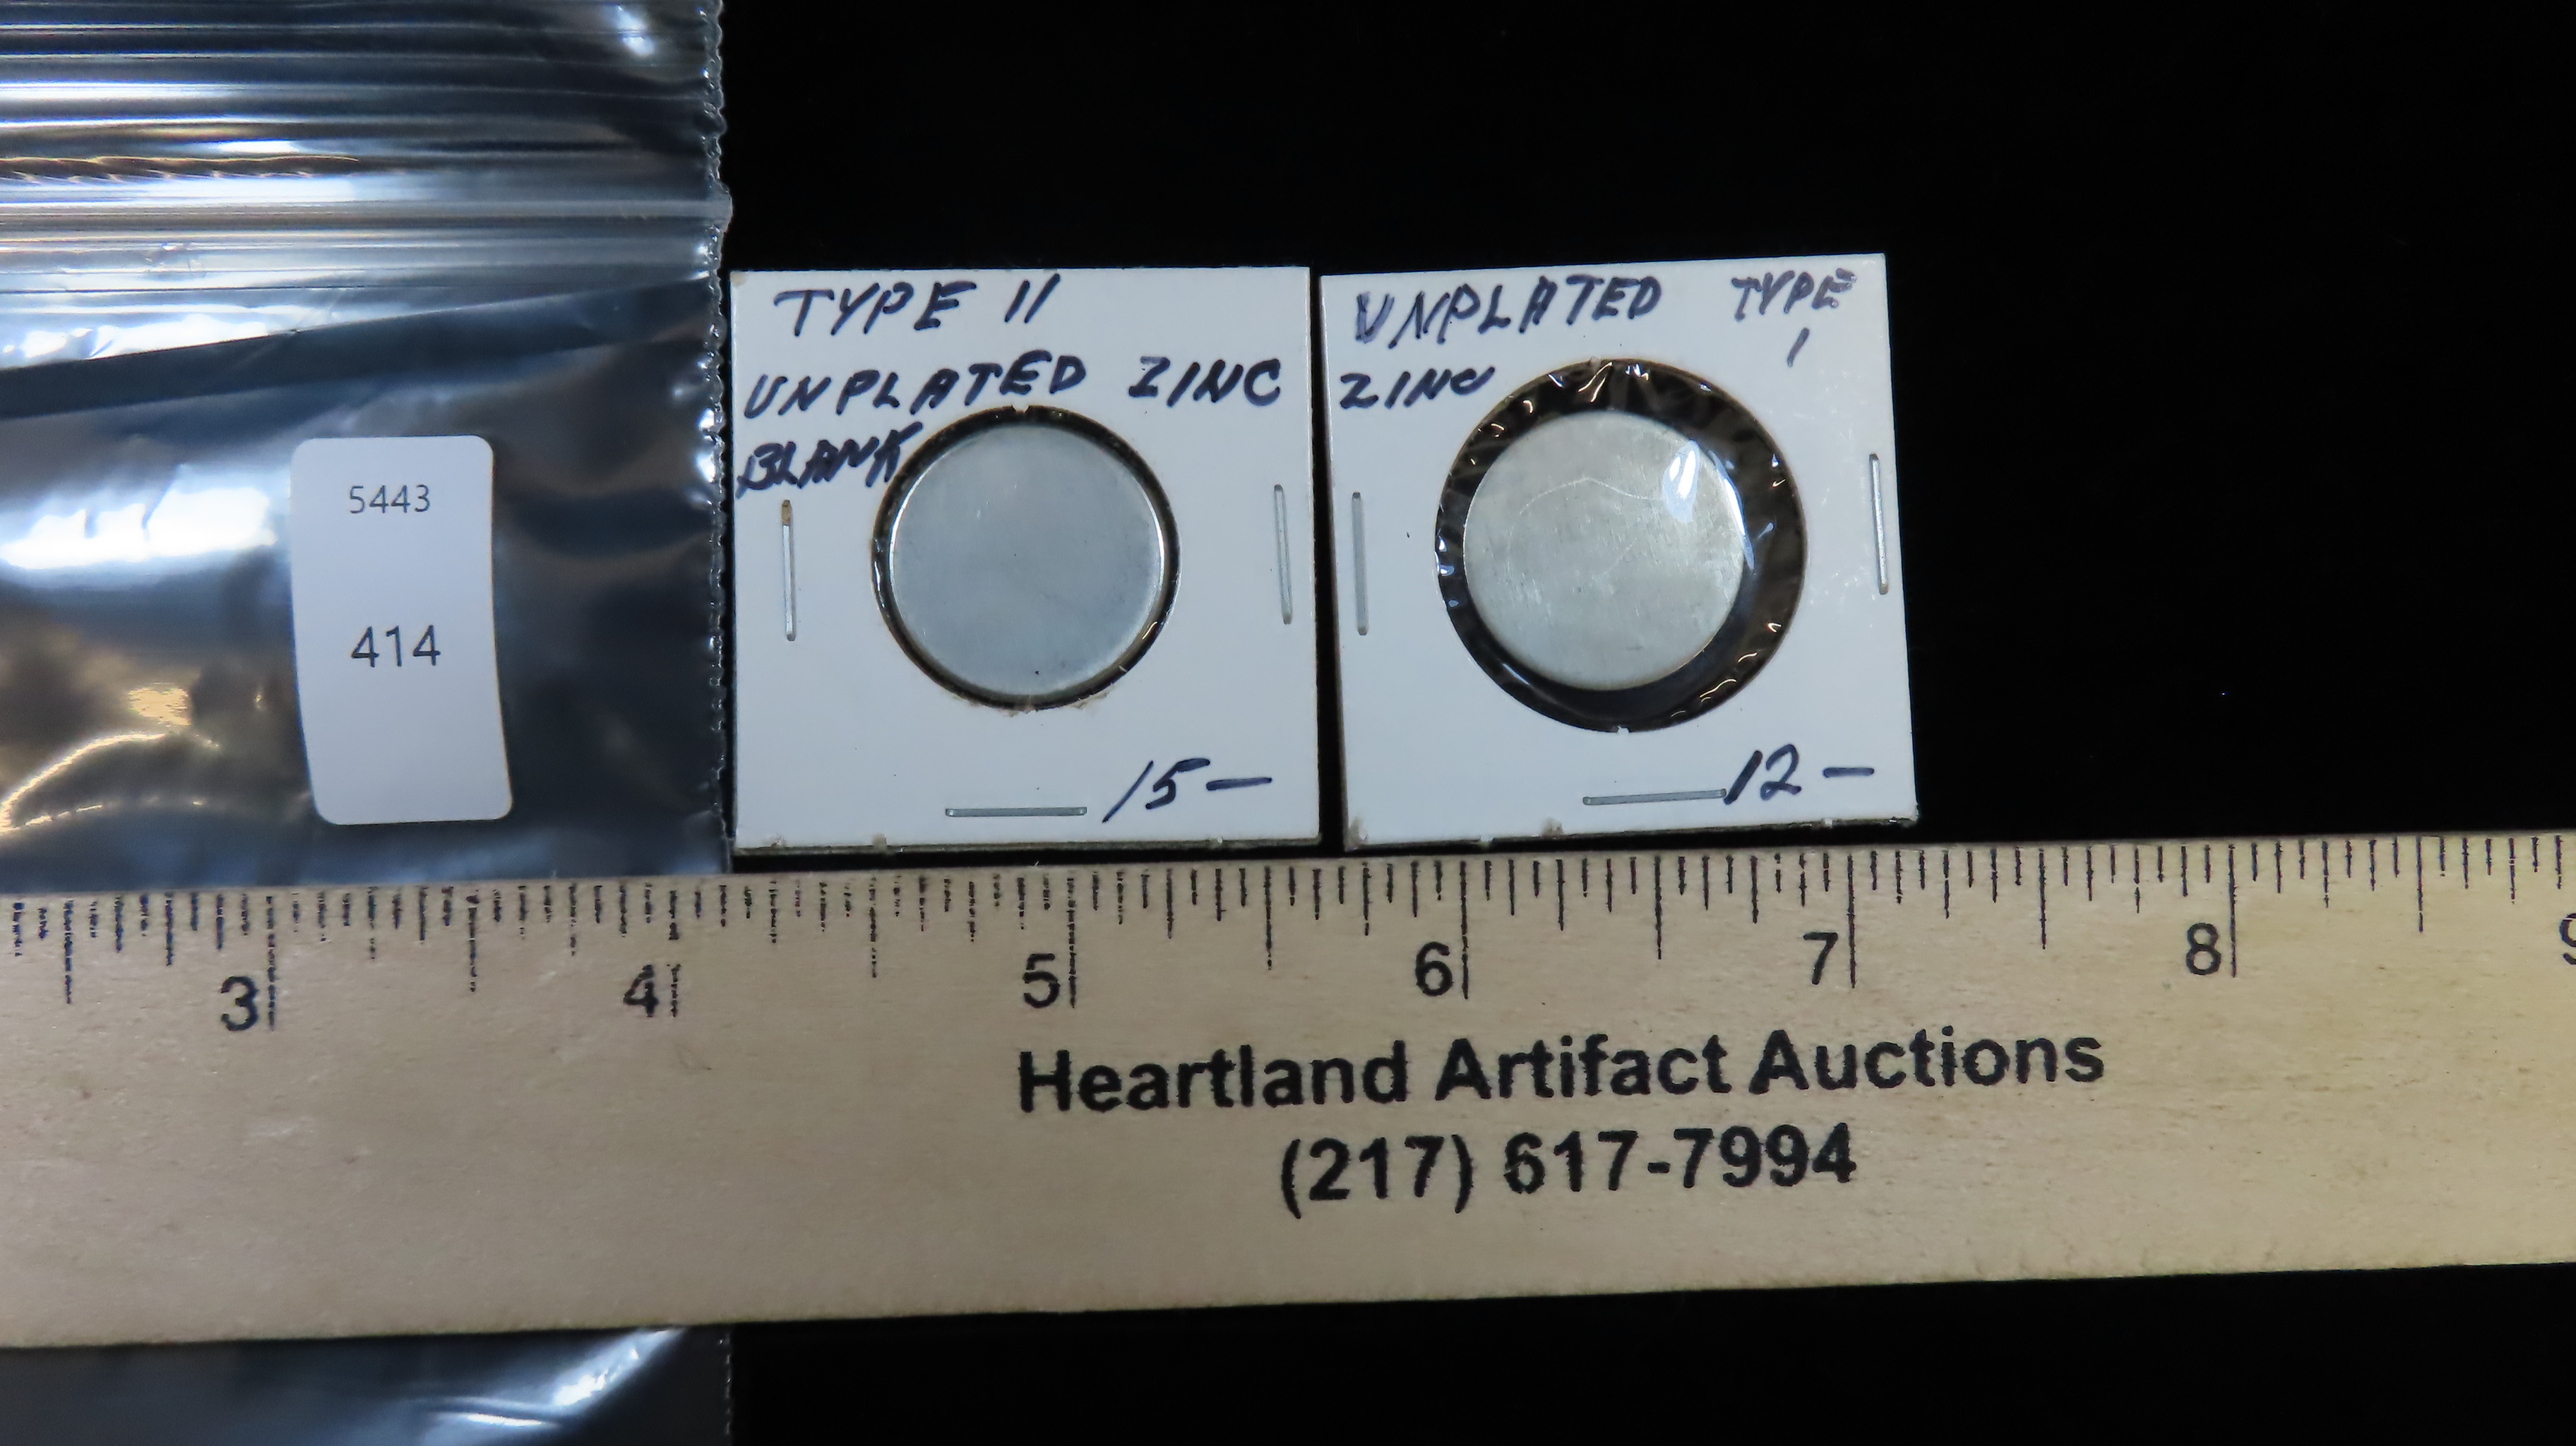 5443
414
TYPE II
UNPLATED ZINC
BLANK
15-
UNPLATED TYPE
1
ZINC
12-
3 4 5 6 7 8 9
Heartland Artifact Auctions
(217) 617-7994